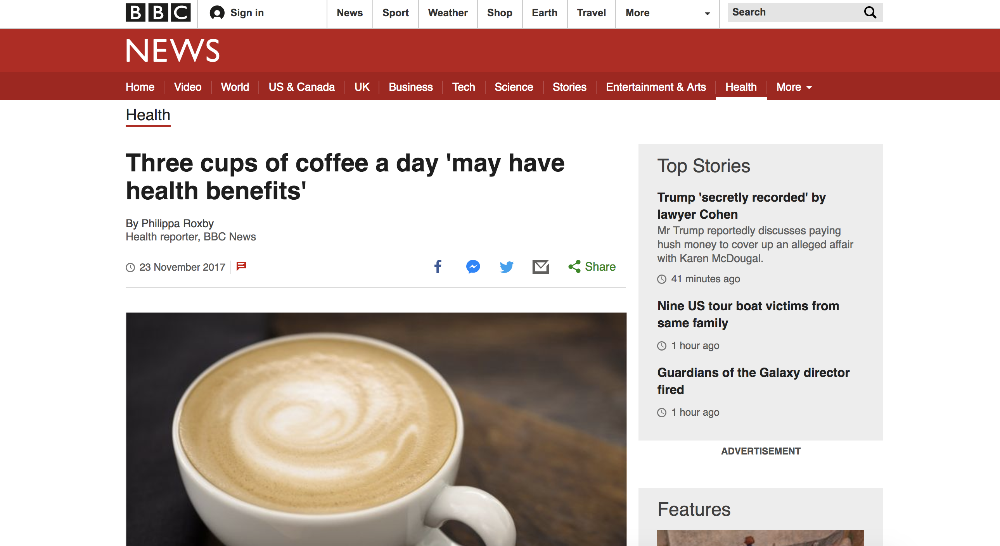 BBC
Sign in
News
Sport
Weather
Shop
Earth
Travel
More
Search
NEWS
Home
Video
World
US & Canada
UK
Business
Tech
Science
Stories
Entertainment & Arts
Health
More
Health
Three cups of coffee a day 'may have
health benefits'
By Philippa Roxby
Health reporter, BBC News
23 November 2017
Share
Top Stories
Trump 'secretly recorded' by
lawyer Cohen
Mr Trump reportedly discusses paying
hush money to cover up an alleged affair
with Karen McDougal.
41 minutes ago
Nine US tour boat victims from
same family
1 hour ago
Guardians of the Galaxy director
fired
1 hour ago
ADVERTISEMENT
Features